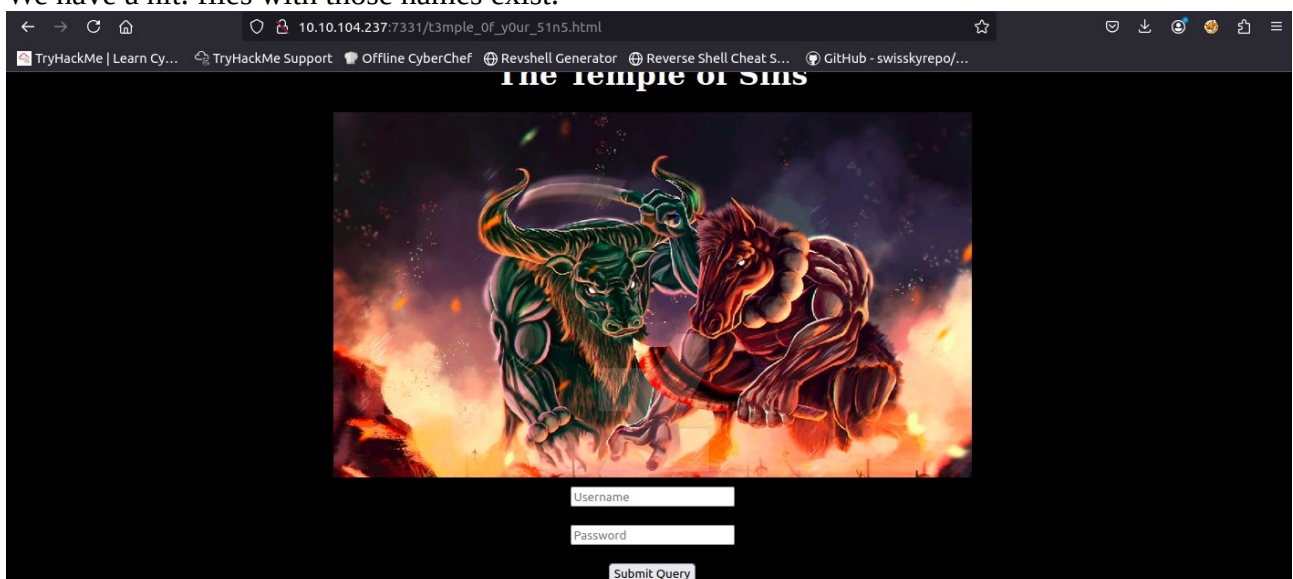 We have a hit: files with those names exist.
10.10.104.237:7331/t3mple_0f_y0ur_51n5.html
TryHackMe | Learn Cy... TryHackMe Support Offline CyberChef Revshell Generator Reverse Shell Cheat S... GitHub - swisskyrepo/...
The Temple of Sins
Username
Password
Submit Query